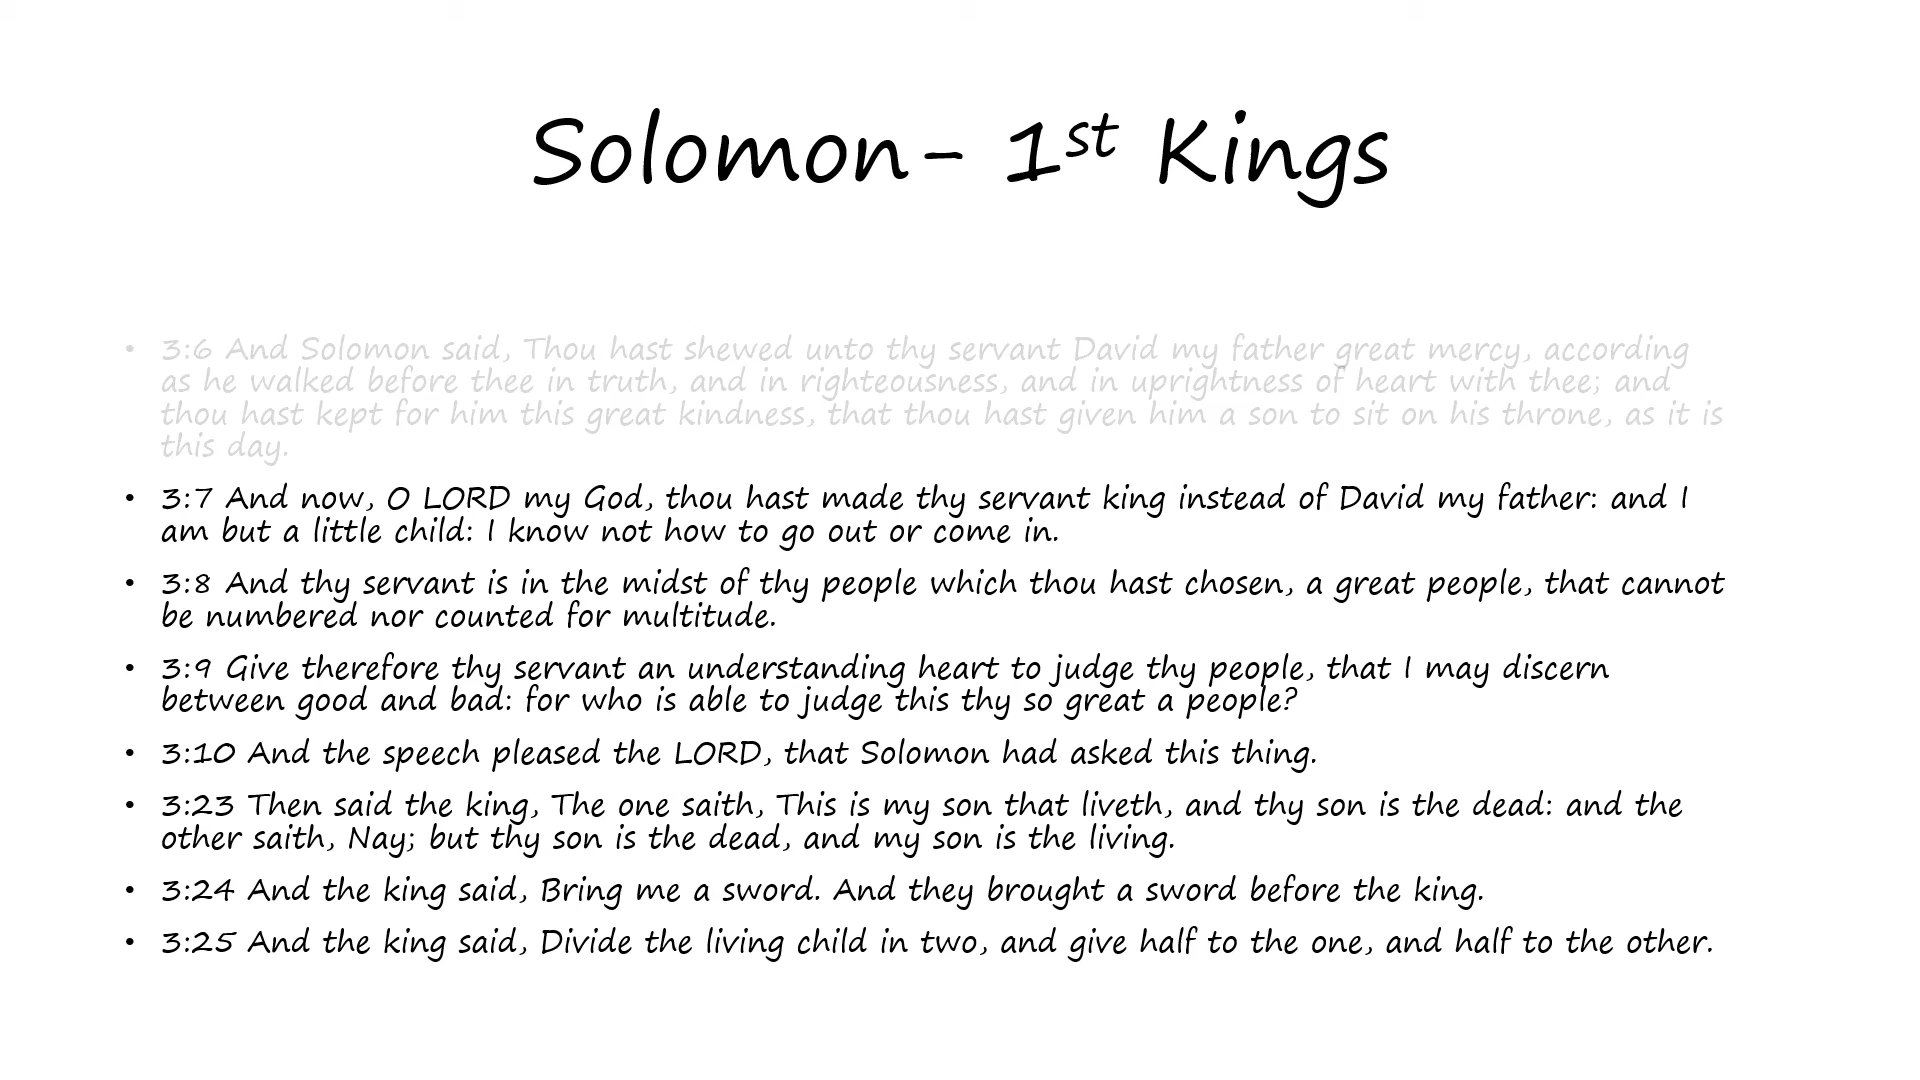 Solomon- 1st Kings
• 3:6 And Solomon said, Thou hast shewed unto thy servant David my father great mercy, according
as he walked before thee in truth, and in righteousness, and in uprightness of heart with thee; and
thou hast kept for him this great kindness, that thou hast given him a son to sit on his throne, as it is
this day.
• 3:7 And now, O LORD my God, thou hast made thy servant king instead of David my father: and I
am but a little child: I know not how to go out or come in.
• 3:8 And thy servant is in the midst of thy people which thou hast chosen, a great people, that cannot
be numbered nor counted for multitude.
• 3:9 Give therefore thy servant an understanding heart to judge thy people, that I may discern
between good and bad: for who is able to judge this thy so great a people?
• 3:10 And the speech pleased the LORD, that Solomon had asked this thing.
• 3:23 Then said the king, The one saith, This is my son that liveth, and thy son is the dead: and the
other saith, Nay; but thy son is the dead, and my son is the living.
• 3:24 And the king said, Bring me a sword. And they brought a sword before the king.
• 3:25 And the king said, Divide the living child in two, and give half to the one, and half to the other.